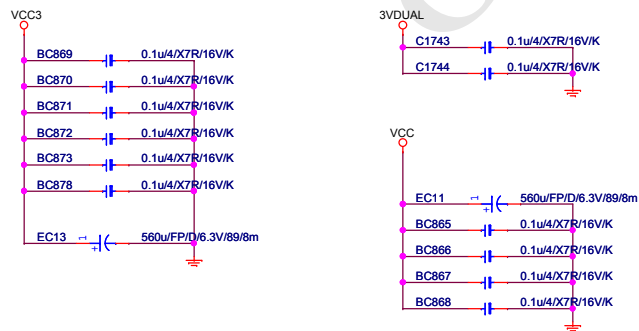 VCC3
BC869 0.1u/4/X7R/16V/K
BC870 0.1u/4/X7R/16V/K
BC871 0.1u/4/X7R/16V/K
BC872 0.1u/4/X7R/16V/K
BC873 0.1u/4/X7R/16V/K
BC878 0.1u/4/X7R/16V/K
EC13 1 + 560u/FP/D/6.3V/89/8m
3VDUAL
C1743 0.1u/4/X7R/16V/K
C1744 0.1u/4/X7R/16V/K
VCC
EC11 1 + 560u/FP/D/6.3V/89/8m
BC865 0.1u/4/X7R/16V/K
BC866 0.1u/4/X7R/16V/K
BC867 0.1u/4/X7R/16V/K
BC868 0.1u/4/X7R/16V/K